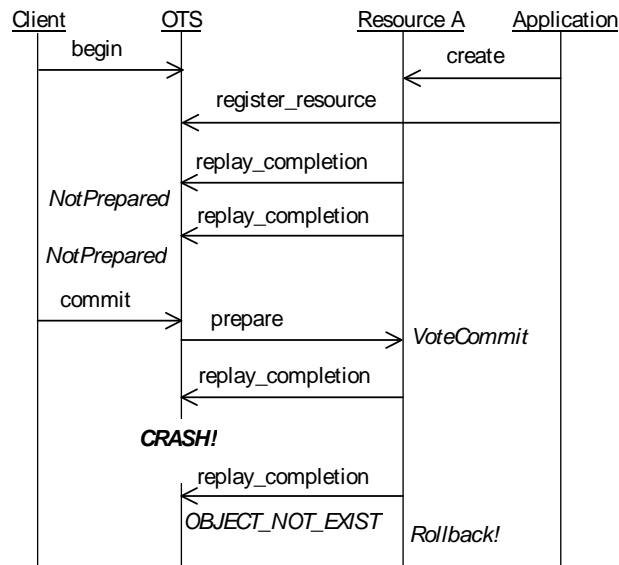 Client OTS Resource A Application
begin
create
register_resource
replay_completion
NotPrepared
replay_completion
NotPrepared
commit
prepare
VoteCommit
replay_completion
CRASH!
replay_completion
OBJECT_NOT_EXIST
Rollback!